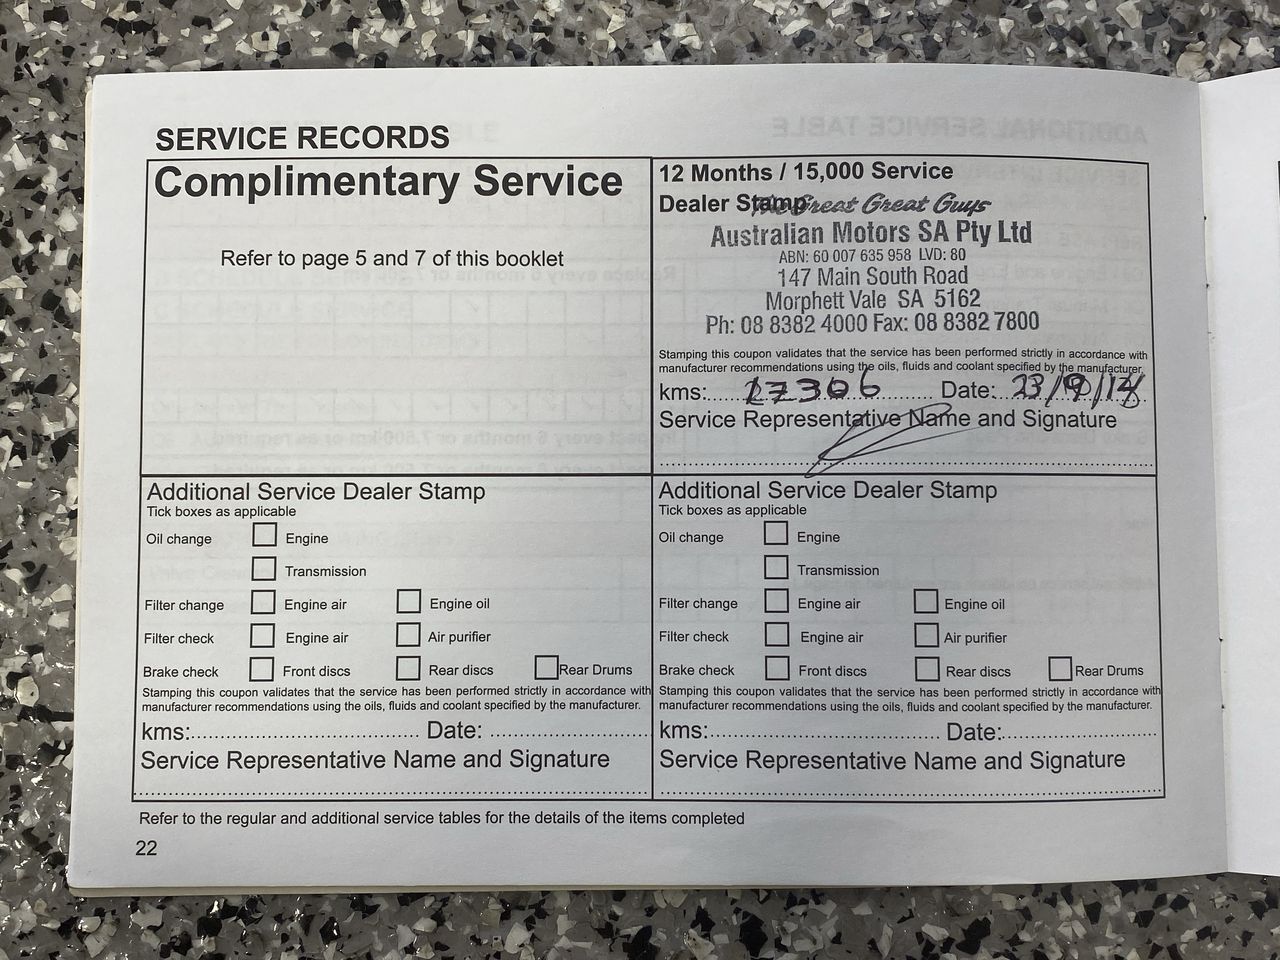 SERVICE RECORDS
Complimentary Service
Refer to page 5 and 7 of this booklet
12 Months / 15,000 Service
Dealer Stamp
The Great Great Guys
Australian Motors SA Pty Ltd
ABN: 60 007 635 958 LVD: 80
147 Main South Road
Morphett Vale SA 5162
Ph: 08 8382 4000 Fax: 08 8382 7800
Stamping this coupon validates that the service has been performed strictly in accordance with
manufacturer recommendations using the oils, fluids and coolant specified by the manufacturer.
kms: 17306 Date: 23/9/14
Service Representative Name and Signature
Additional Service Dealer Stamp
Tick boxes as applicable
Oil change Engine
Transmission
Filter change Engine air Engine oil
Filter check Engine air Air purifier
Brake check Front discs Rear discs Rear Drums
Stamping this coupon validates that the service has been performed strictly in accordance with
manufacturer recommendations using the oils, fluids and coolant specified by the manufacturer.
kms: Date:
Service Representative Name and Signature
Additional Service Dealer Stamp
Tick boxes as applicable
Oil change Engine
Transmission
Filter change Engine air Engine oil
Filter check Engine air Air purifier
Brake check Front discs Rear discs Rear Drums
Stamping this coupon validates that the service has been performed strictly in accordance with
manufacturer recommendations using the oils, fluids and coolant specified by the manufacturer.
kms: Date:
Service Representative Name and Signature
Refer to the regular and additional service tables for the details of the items completed
22